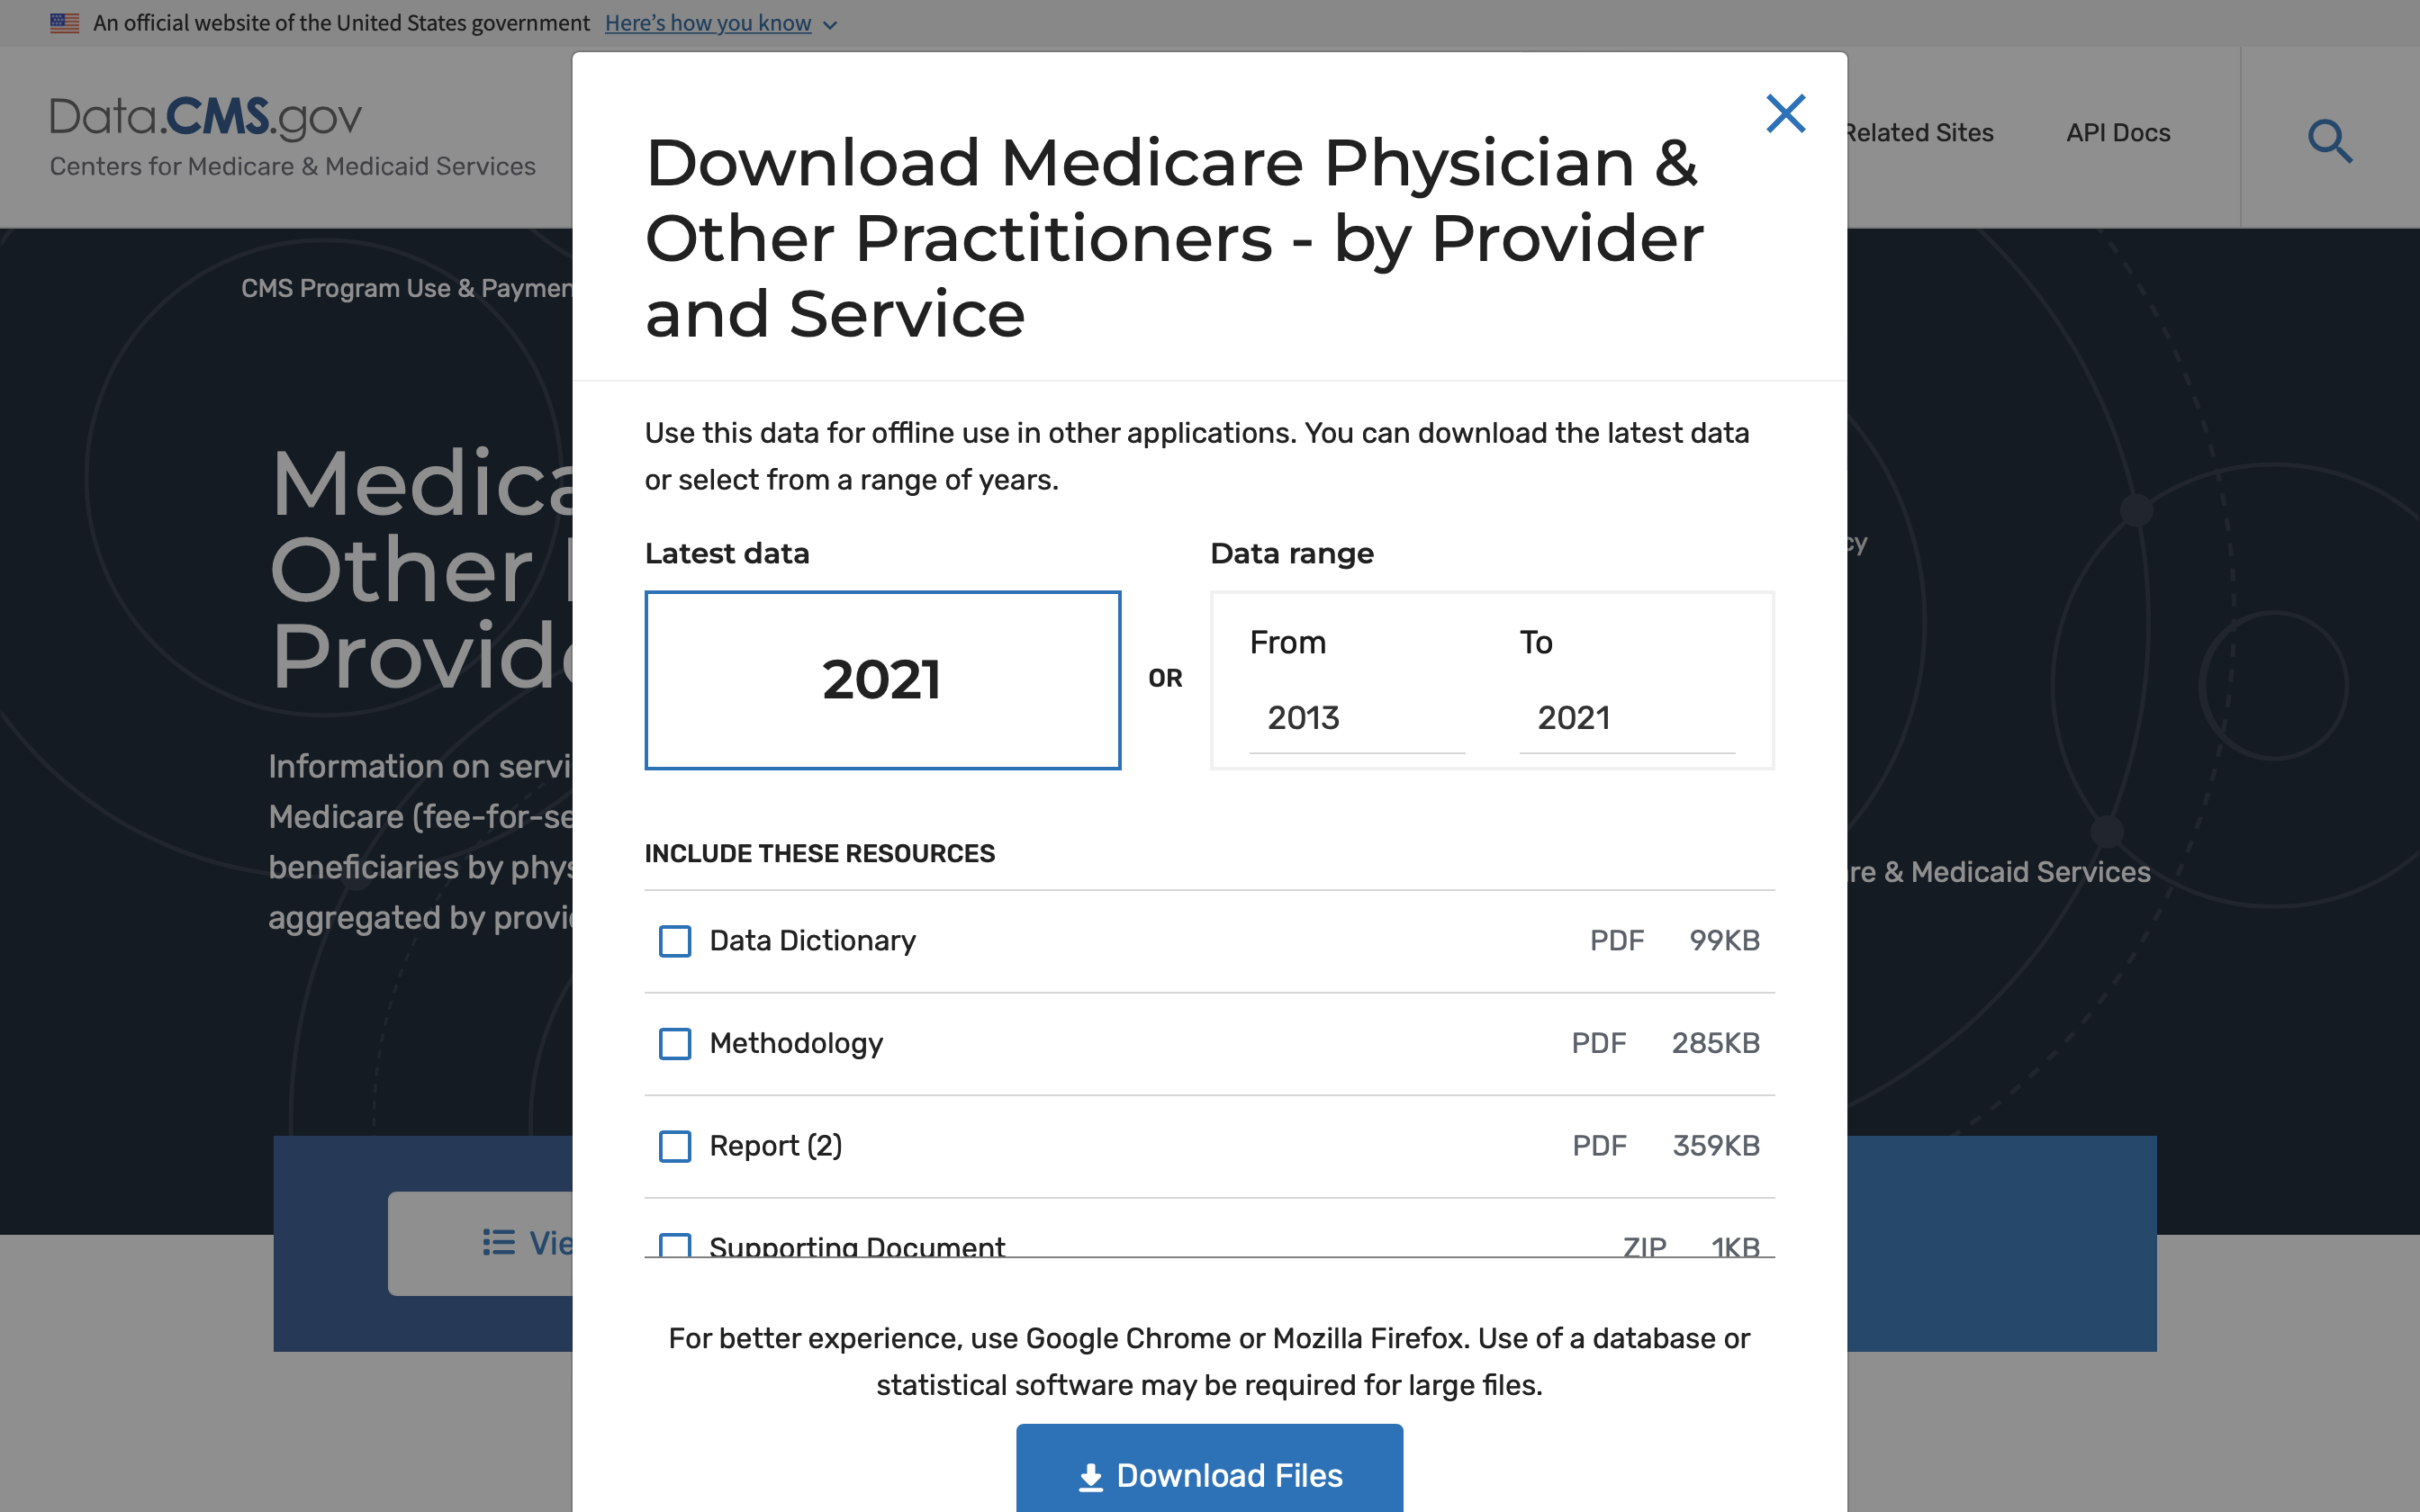 An official website of the United States government Here's how you know
Data.CMS.gov
Centers for Medicare & Medicaid Services
Related Sites
API Docs
CMS Program Use & Paymen
Medica
Other
Provide
Information on servi
Medicare (fee-for-se
beneficiaries by phys
aggregated by provid
cy
re & Medicaid Services
Vie
Download Medicare Physician &
Other Practitioners - by Provider
and Service
Use this data for offline use in other applications. You can download the latest data
or select from a range of years.
Latest data
2021
OR
Data range
From To
2013 2021
INCLUDE THESE RESOURCES
Data Dictionary PDF 99KB
Methodology PDF 285KB
Report (2) PDF 359KB
Supporting Document ZIP 1KB
For better experience, use Google Chrome or Mozilla Firefox. Use of a database or
statistical software may be required for large files.
Download Files